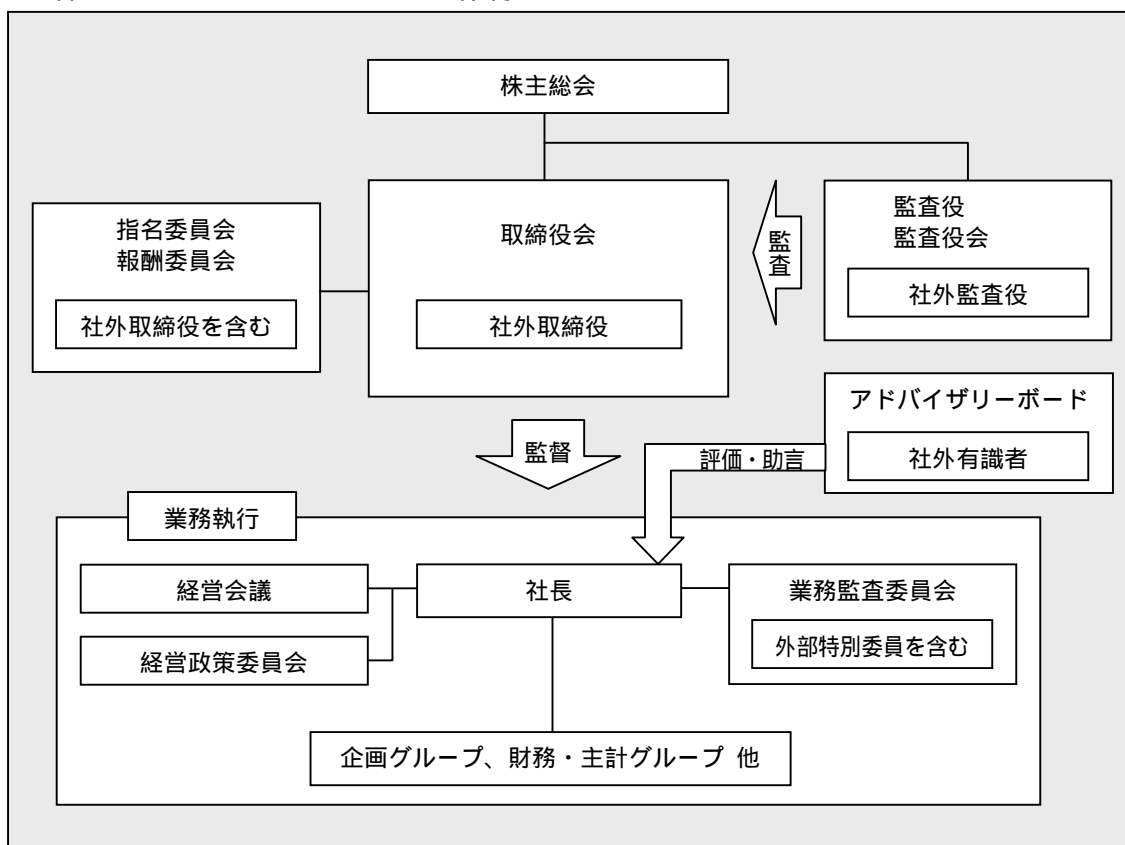 株主総会
指名委員会
報酬委員会
社外取締役を含む
取締役会
社外取締役
監査
監査役
監査役会
社外監査役
アドバイザリーボード
社外有識者
監督
評価・助言
業務執行
経営会議
経営政策委員会
社長
業務監査委員会
外部特別委員を含む
企画グループ、財務・主計グループ 他